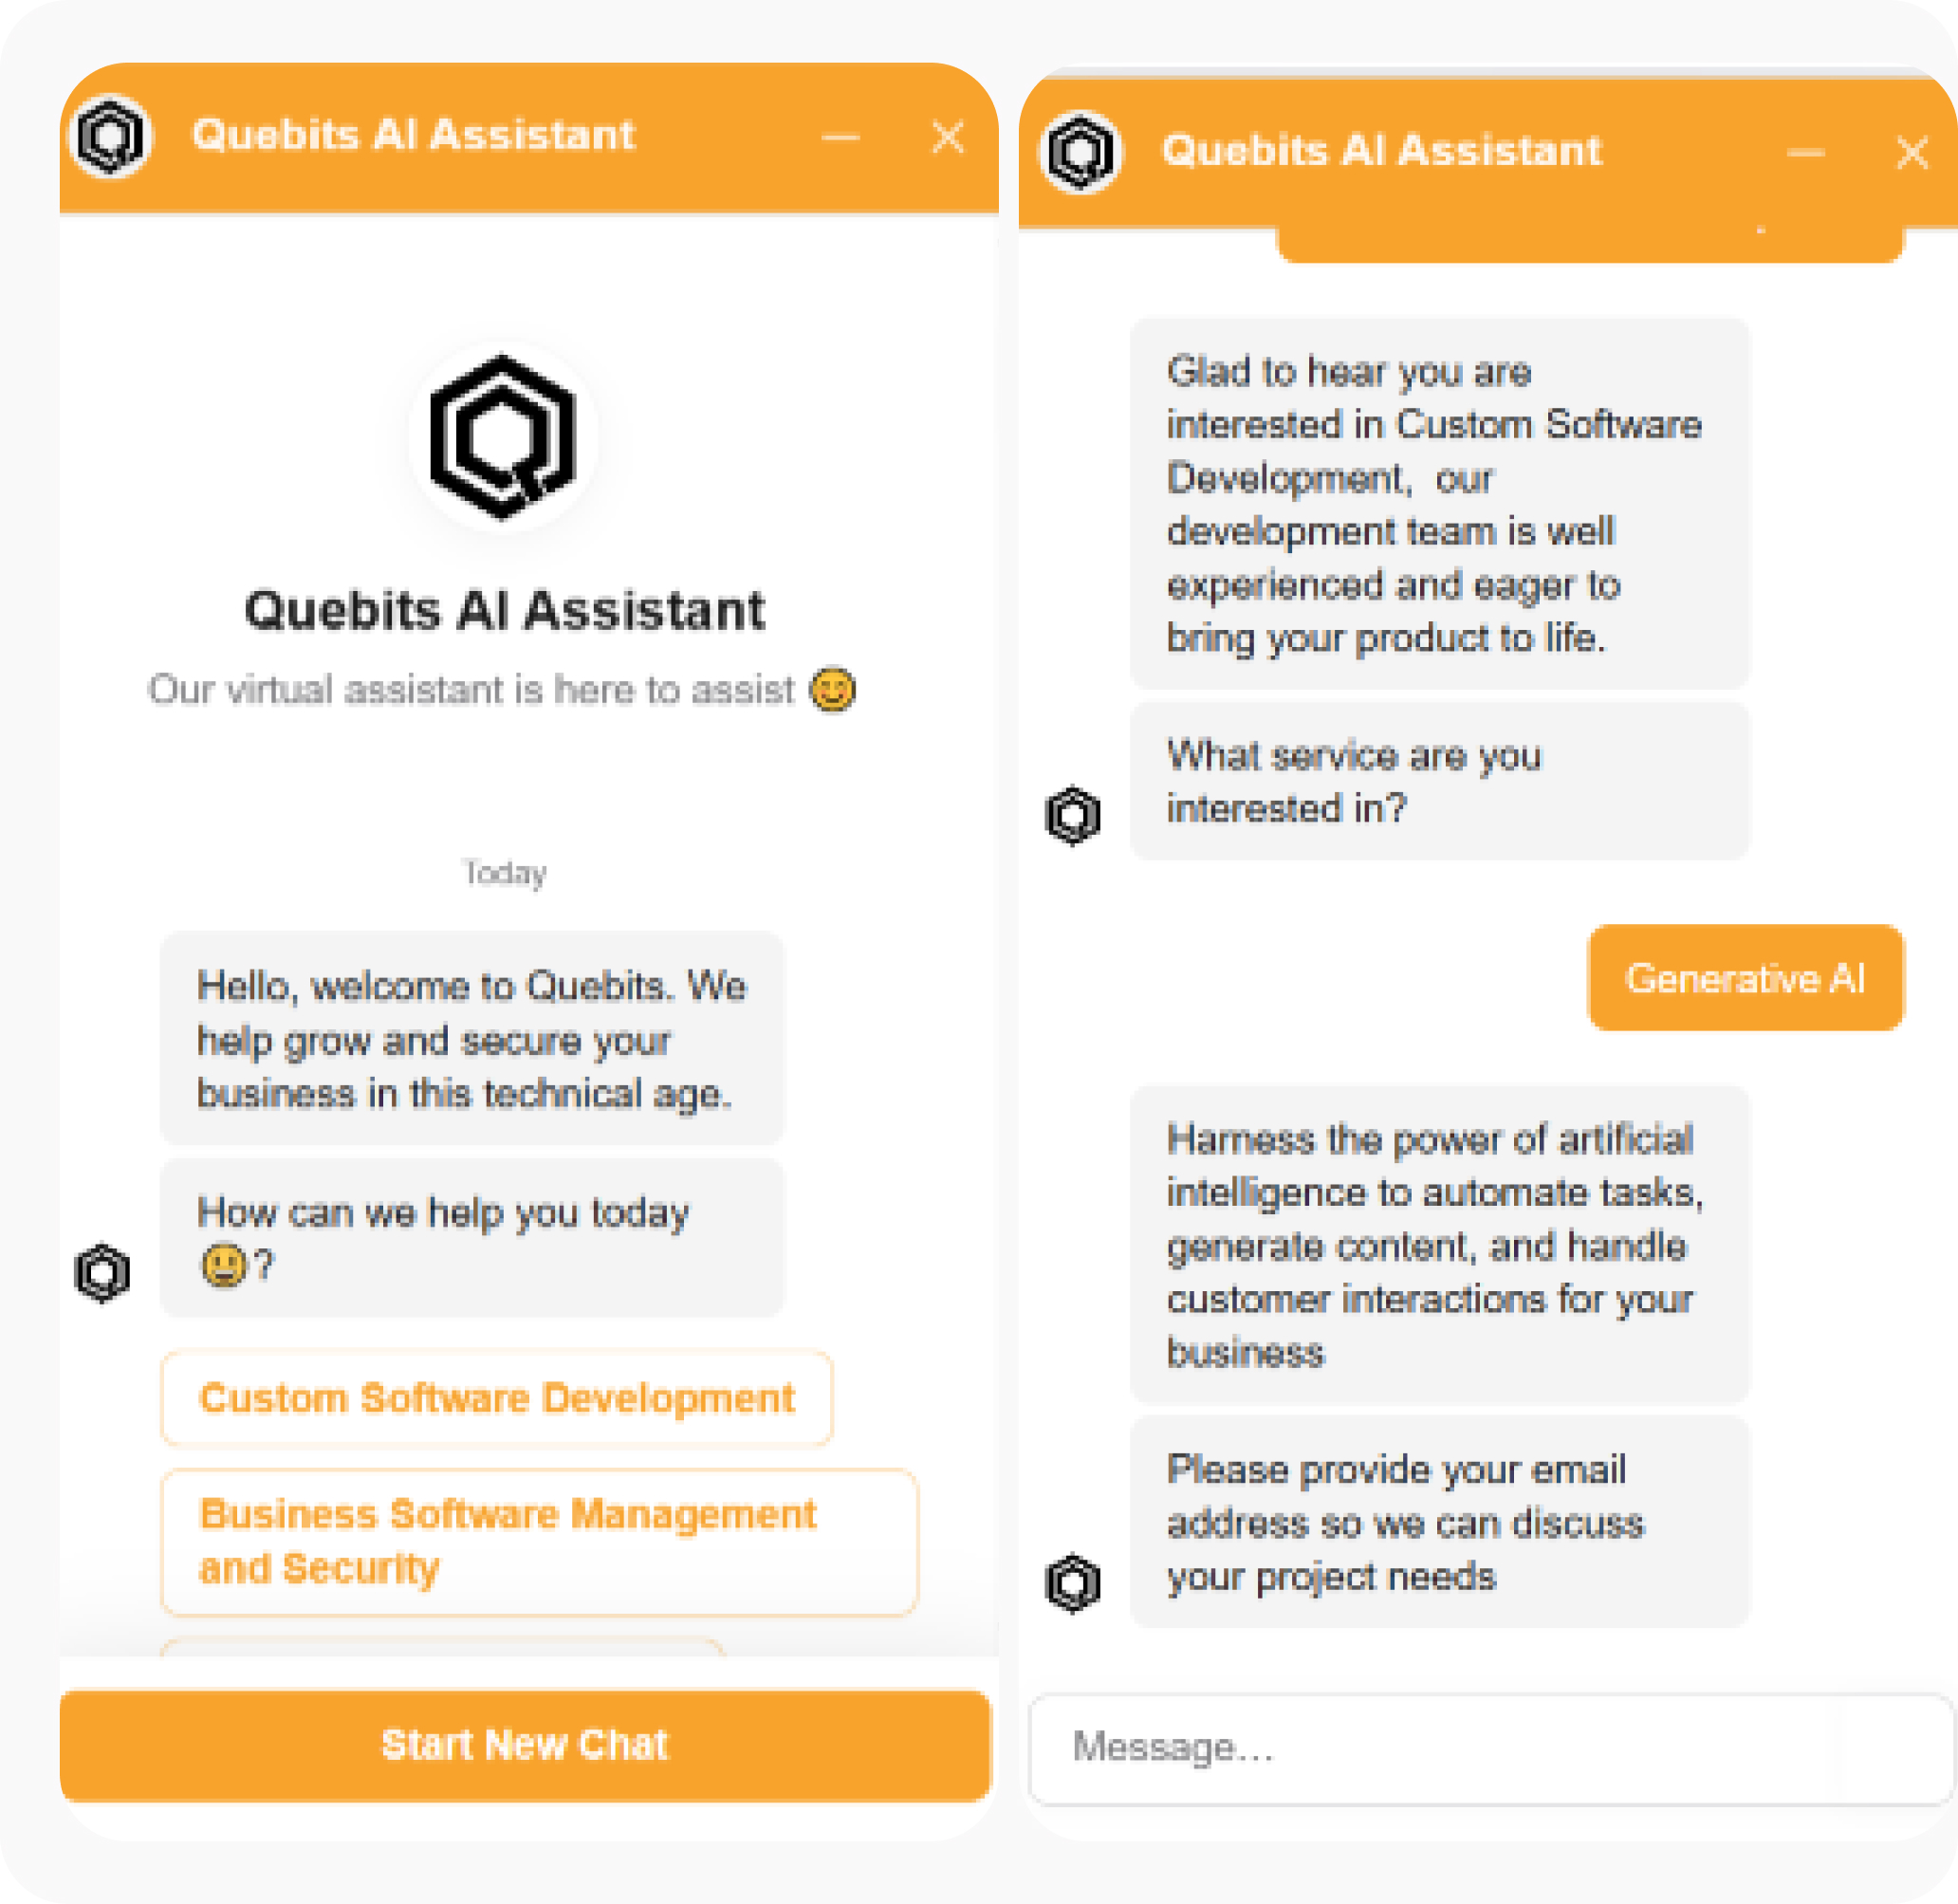 Quebits AI Assistant
Quebits AI Assistant
Our virtual assistant is here to assist 😊
Today
Hello, welcome to Quebits. We
help grow and secure your
business in this technical age.
How can we help you today
😃?
Custom Software Development
Business Software Management
and Security
Start New Chat
Quebits AI Assistant
Glad to hear you are
interested in Custom Software
Development,  our
development team is well
experienced and eager to
bring your product to life.
What service are you
interested in?
Generative AI
Harness the power of artificial
intelligence to automate tasks,
generate content, and handle
customer interactions for your
business
Please provide your email
address so we can discuss
your project needs
Message...